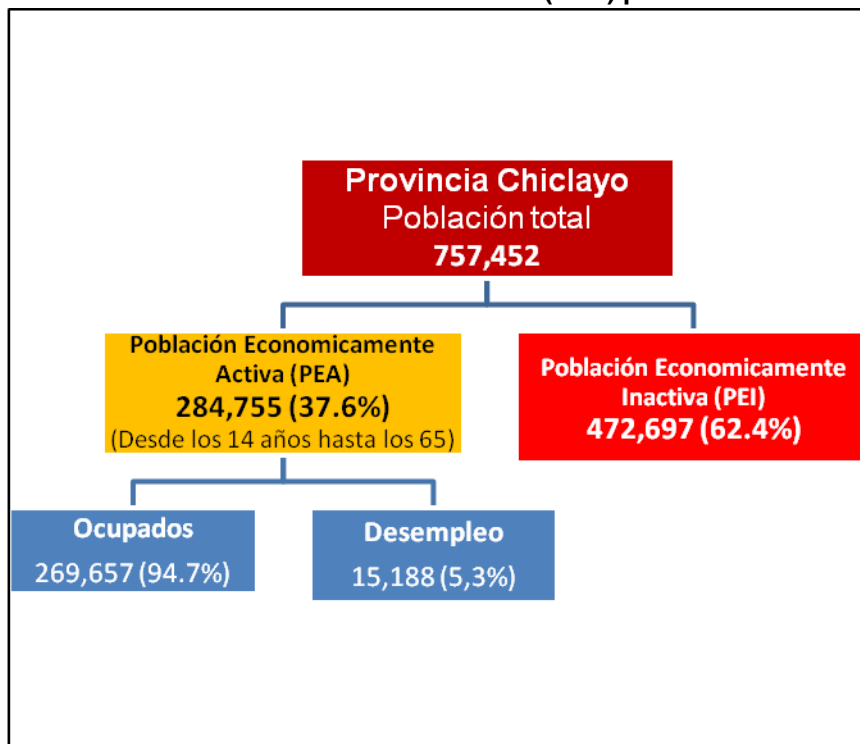 Provincia Chiclayo
Población total
757,452
Población Economicamente
Activa (PEA)
284,755 (37.6%)
(Desde los 14 años hasta los 65)
Población Economicamente
Inactiva (PEI)
472,697 (62.4%)
Ocupados
269,657 (94.7%)
Desempleo
15,188 (5,3%)